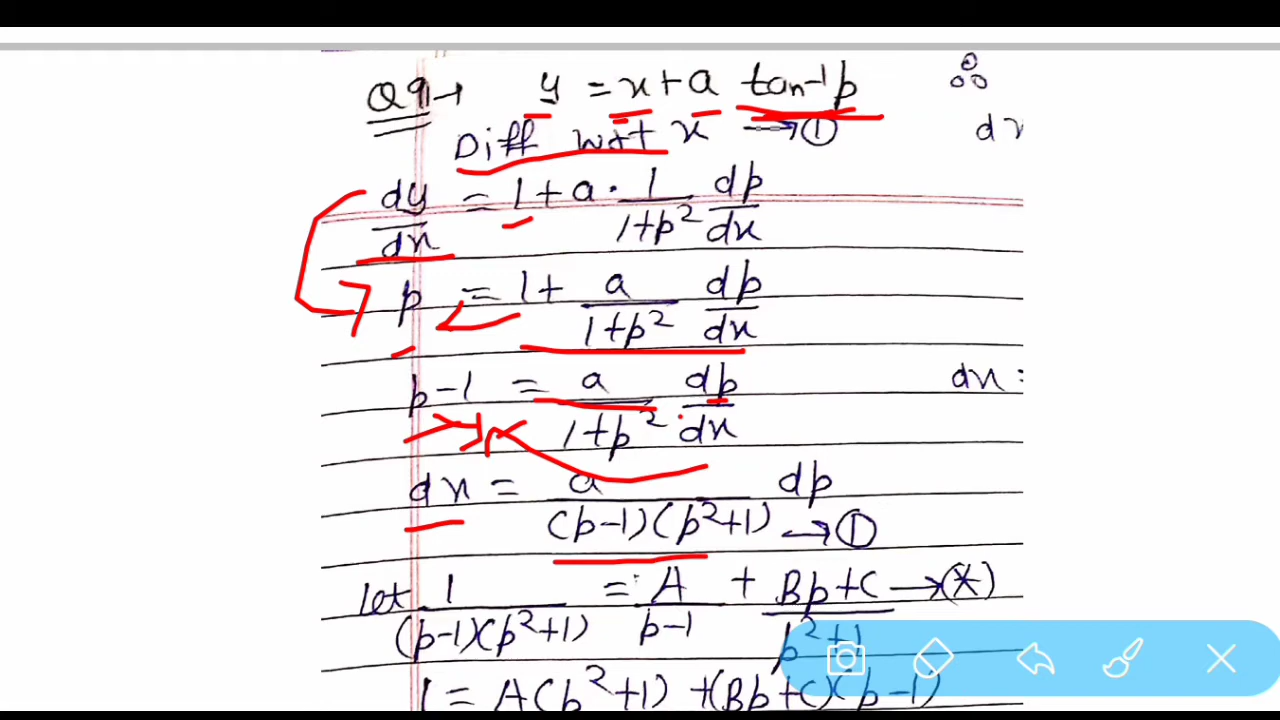 Q9 → y = x + a tan⁻¹p
Diff wrt x → ①
dy/dx = 1 + a · 1/(1+p²) dp/dx
p = 1 + a/(1+p²) dp/dx
p-1 = a/(1+p²) dp/dx
dx :
dx = a/((p-1)(p²+1)) dp → ①
let 1/((p-1)(p²+1)) = A/(p-1) + (Bp+C)/(p²+1) → (*)
1 = A(p²+1) + (Bp+C)(p-1)